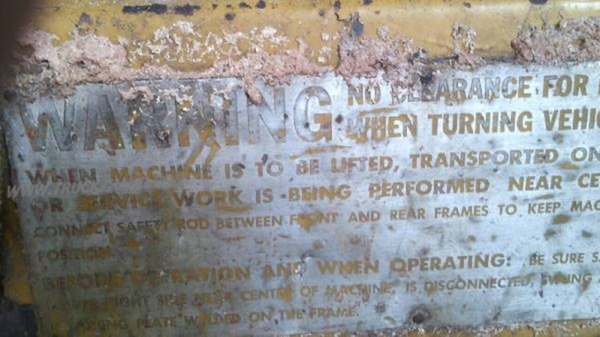 WARNING NO CLEARANCE FOR
WHEN TURNING VEHIC
WHEN MACHINE IS TO BE LIFTED, TRANSPORTED ON
OR SERVICE WORK IS BEING PERFORMED NEAR CE
CONNECT SAFETY ROD BETWEEN FRONT AND REAR FRAMES TO KEEP MAC
POSITION
BEFORE OPERATION AND WHEN OPERATING: BE SURE S
RIGHT SIDE NEAR CENTER OF MACHINE, IS DISCONNECTED, SWUNG
PLATE WELDED ON THE FRAME.